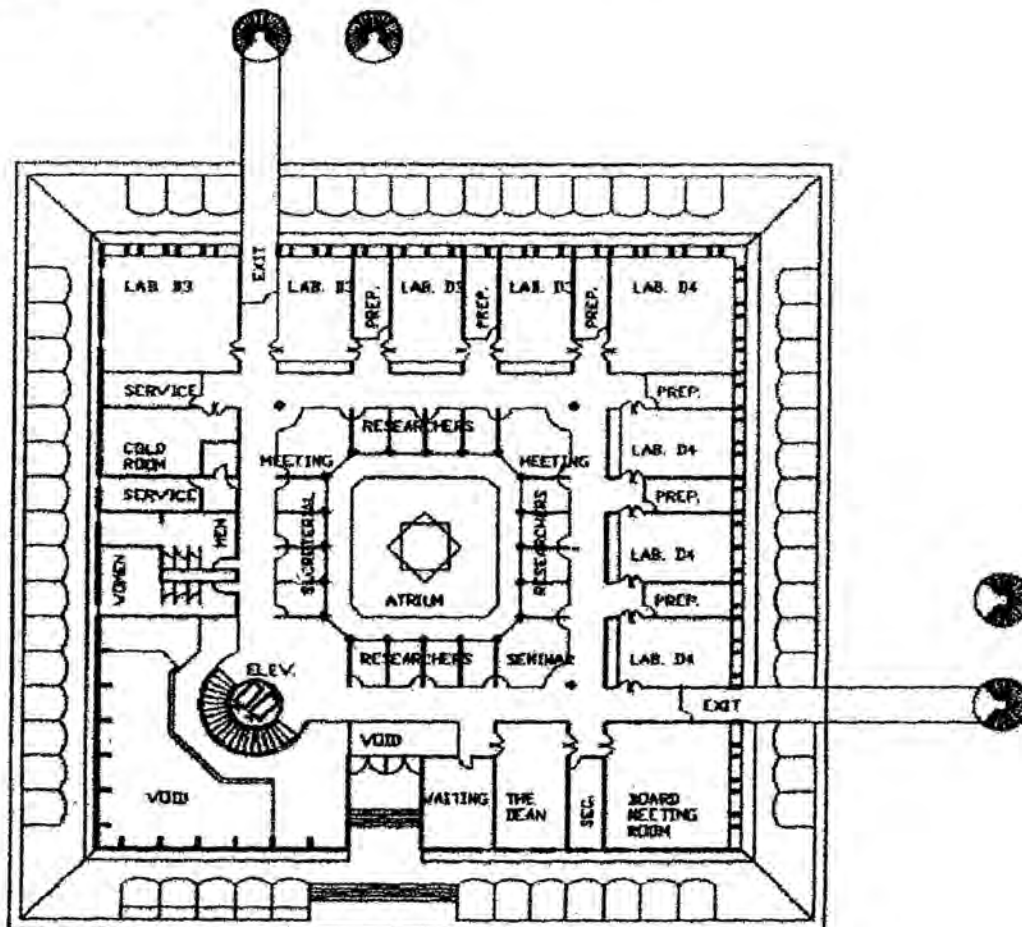 EXIT
LAB. D3
LAB. D3
PREP.
LAB. D3
PREP.
LAB. D3
PREP.
LAB. D4
SERVICE
PREP.
RESEARCHERS
COLD
ROOM
MEETING
MEETING
LAB. D4
SERVICE
PREP.
MEN
RESEARCHERS
LAB. D4
WOMEN
ATRIUM
PREP.
RESEARCHERS
SEMINAR
LAB. D4
ELEV.
EXIT
VOID
VOID
WAITING
THE
DEAN
SEC.
BOARD
MEETING
ROOM